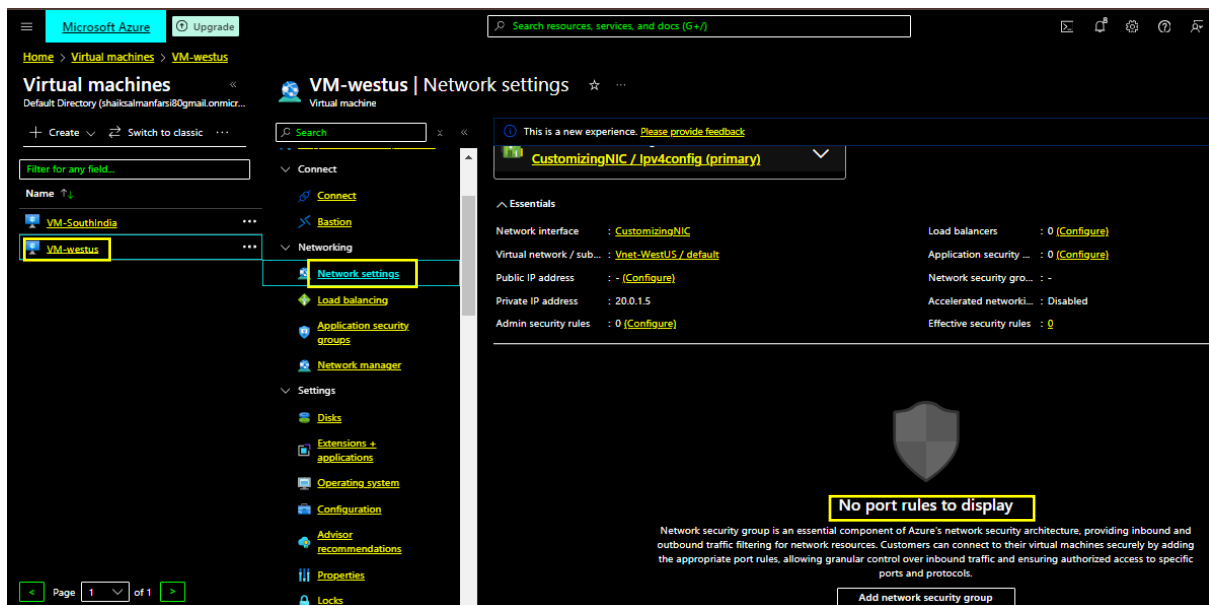 Microsoft Azure
Upgrade
Search resources, services, and docs (G+/)
Home > Virtual machines > VM-westus
Virtual machines
Default Directory (shaiksalmanfarsi80gmail.onmicr...
+ Create
Switch to classic
...
Filter for any field...
Name ↑↓
VM-SouthIndia
...
VM-westus
...
< Page 1 of 1 >
VM-westus | Network settings
...
Virtual machine
Search
Connect
Connect
Bastion
Networking
Network settings
Load balancing
Application security
groups
Network manager
Settings
Disks
Extensions +
applications
Operating system
Configuration
Advisor
recommendations
Properties
Locks
This is a new experience. Please provide feedback
CustomizingNIC / Ipv4config (primary)
Essentials
Network interface : CustomizingNIC
Virtual network / sub... : Vnet-WestUS / default
Public IP address : - (Configure)
Private IP address : 20.0.1.5
Admin security rules : 0 (Configure)
Load balancers : 0 (Configure)
Application security ... : 0 (Configure)
Network security gro... : -
Accelerated networki... : Disabled
Effective security rules : 0
No port rules to display
Network security group is an essential component of Azure's network security architecture, providing inbound and
outbound traffic filtering for network resources. Customers can connect to their virtual machines securely by adding
the appropriate port rules, allowing granular control over inbound traffic and ensuring authorized access to specific
ports and protocols.
Add network security group